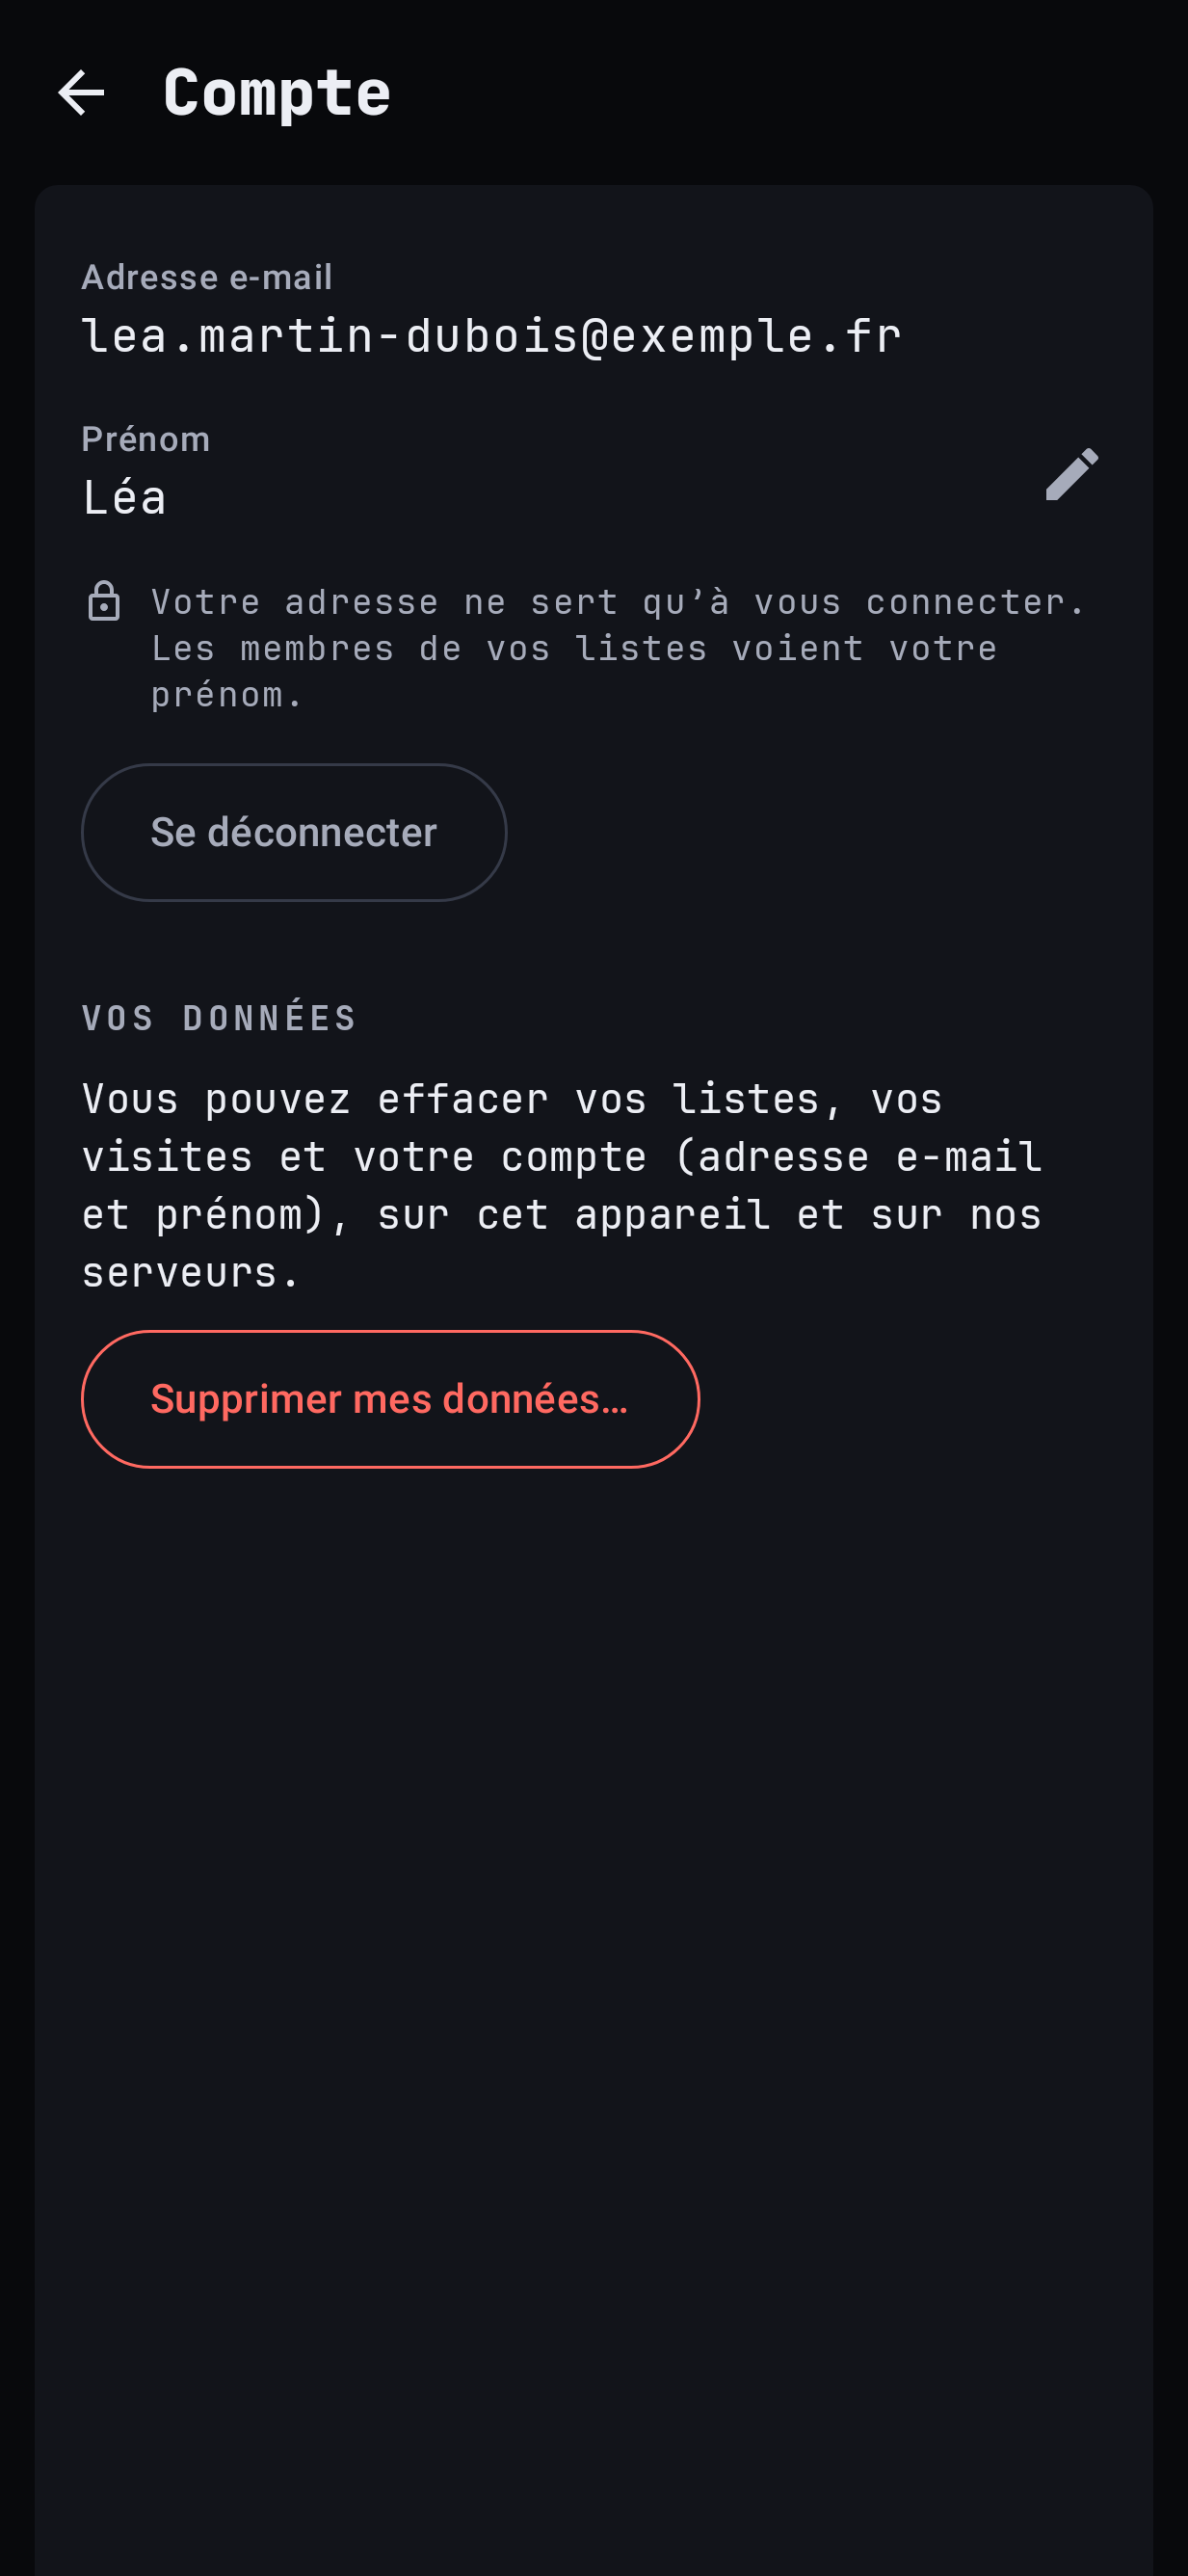 Compte
Adresse e-mail
lea.martin-dubois@exemple.fr
Prénom
Léa
Votre adresse ne sert qu’à vous connecter.
Les membres de vos listes voient votre
prénom.
Se déconnecter
VOS DONNÉES
Vous pouvez effacer vos listes, vos
visites et votre compte (adresse e-mail
et prénom), sur cet appareil et sur nos
serveurs.
Supprimer mes données…